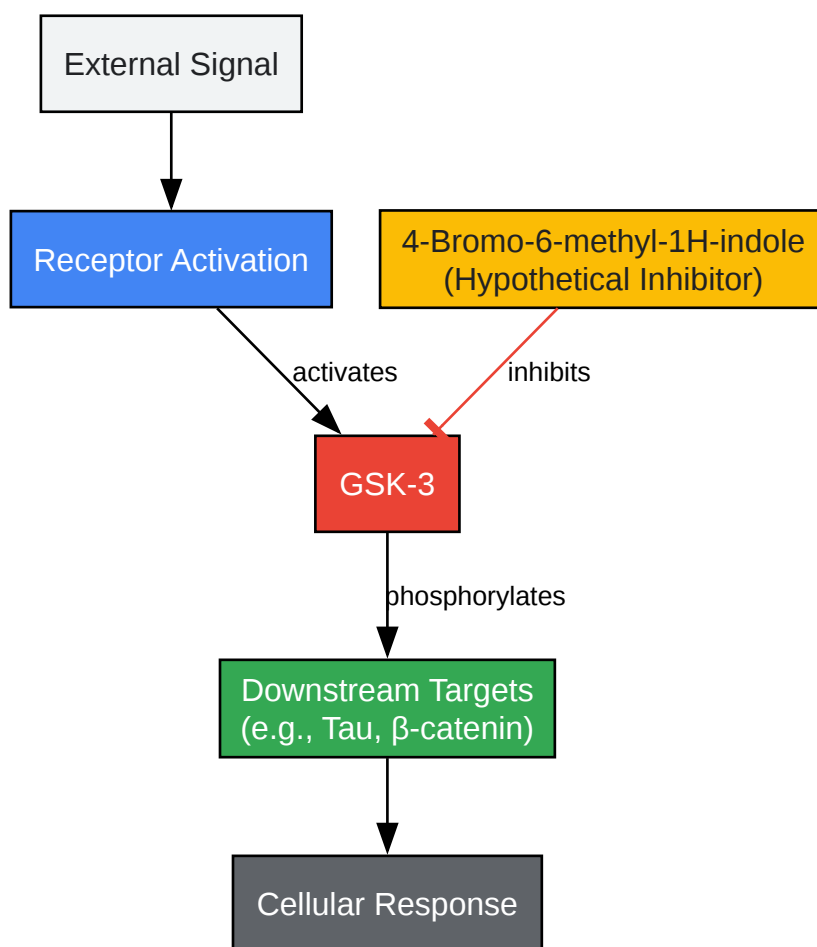 External Signal
Receptor Activation
4-Bromo-6-methyl-1H-indole
(Hypothetical Inhibitor)
activates
inhibits
GSK-3
phosphorylates
Downstream Targets
(e.g., Tau, β-catenin)
Cellular Response